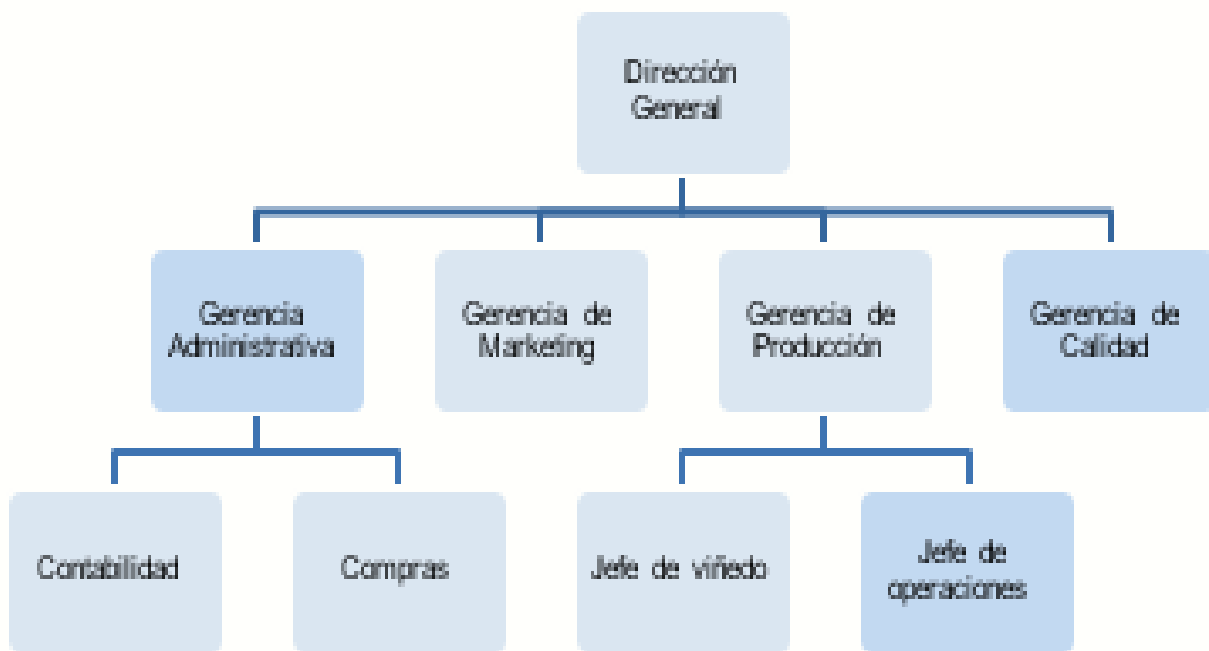 Dirección
General
Gerencia
Administrativa
Gerencia de
Marketing
Gerencia de
Producción
Gerencia de
Calidad
Contabilidad
Compras
Jefe de viñedo
Jefe de
operaciones